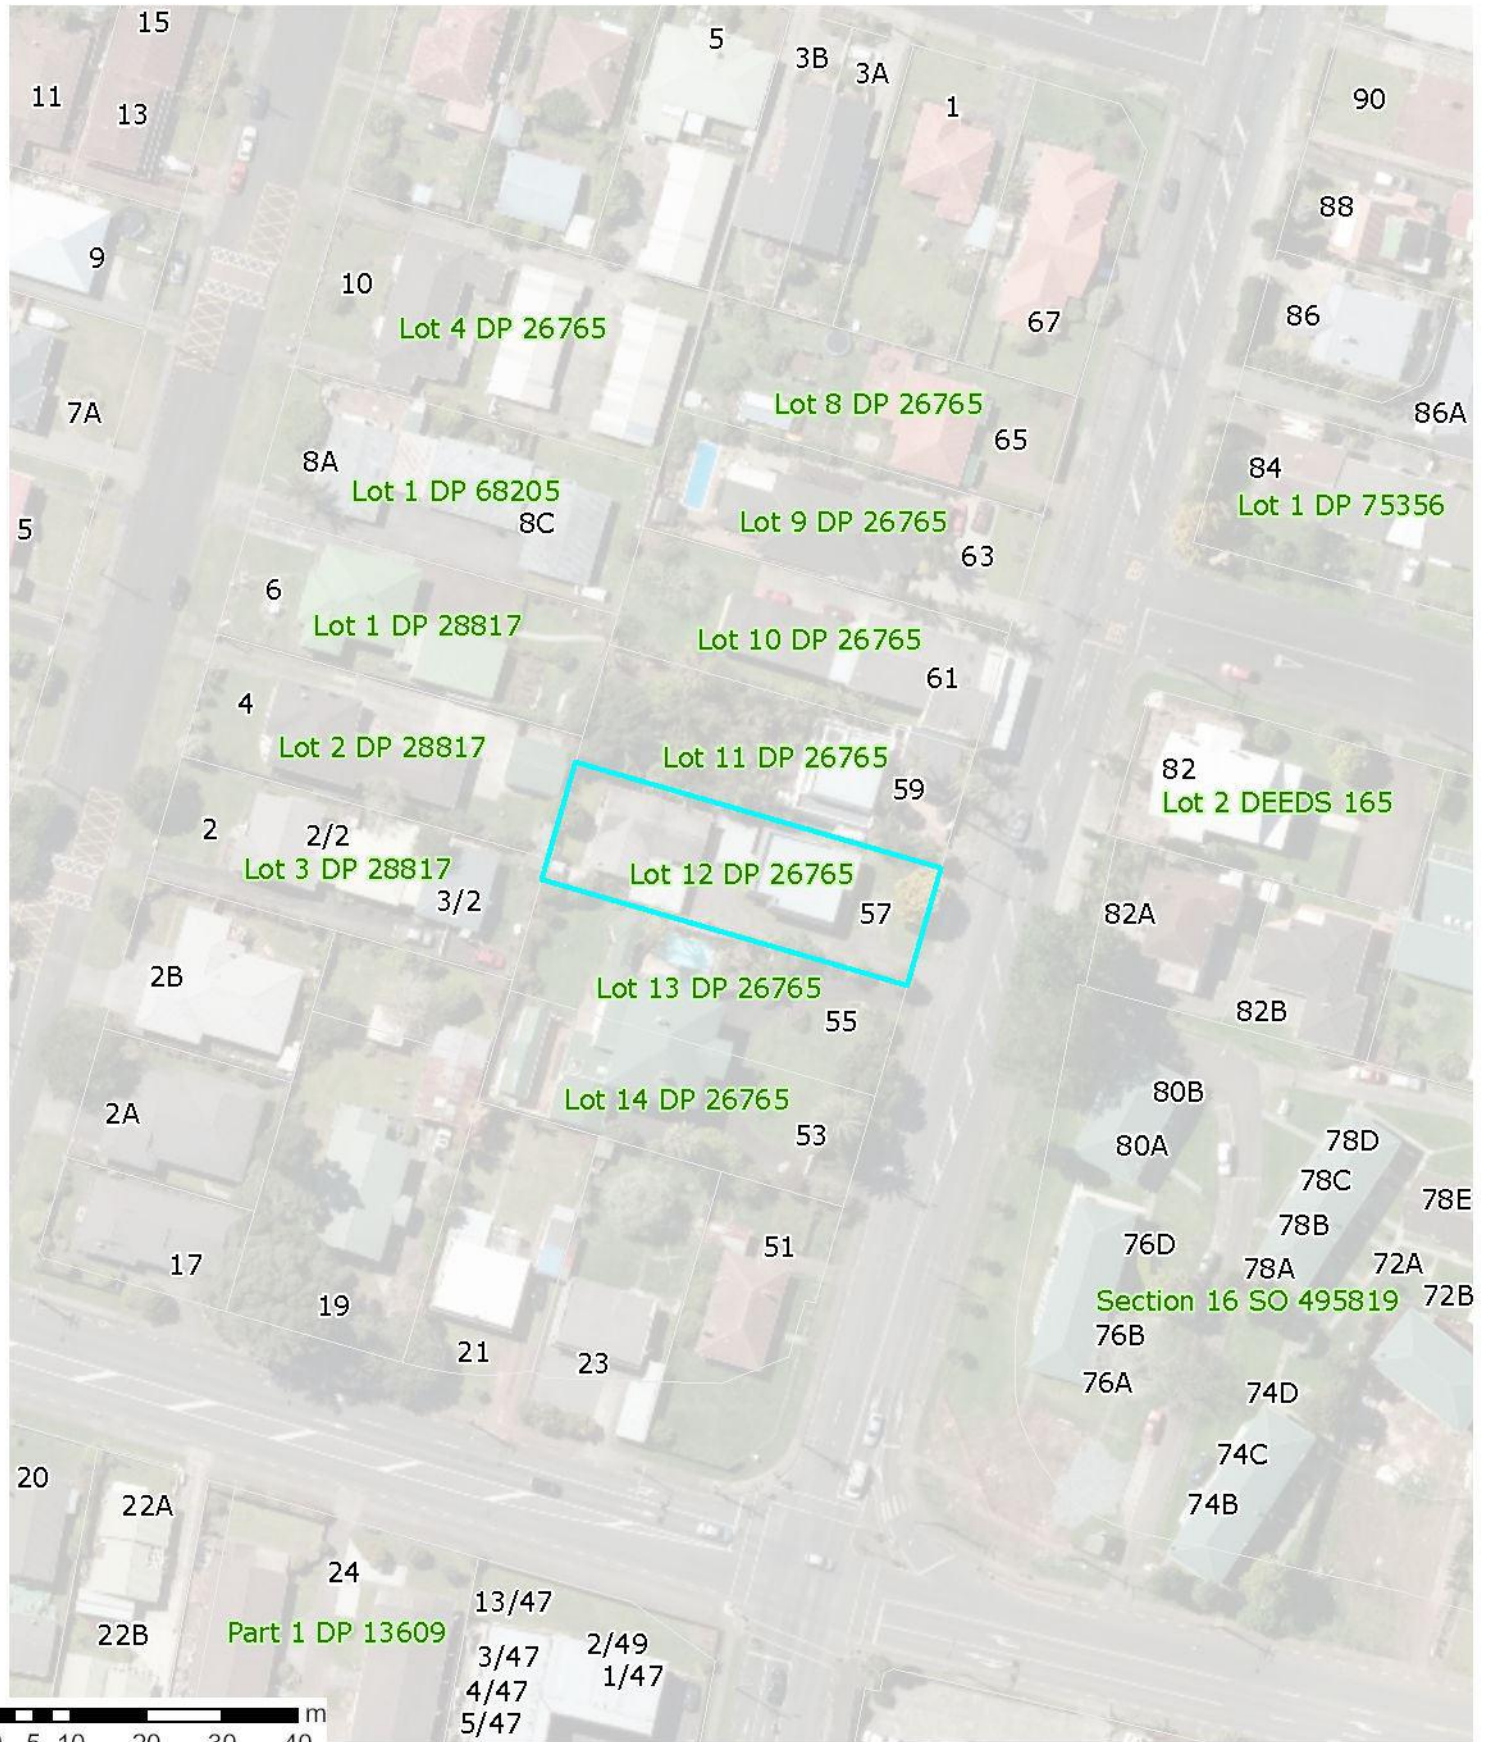 15
5
3B
3A
11
13
1
90
88
9
10
86
Lot 4 DP 26765
67
7A
Lot 8 DP 26765
86A
65
8A
84
Lot 1 DP 68205
Lot 1 DP 75356
5
8C
Lot 9 DP 26765
63
6
Lot 1 DP 28817
Lot 10 DP 26765
61
4
Lot 2 DP 28817
Lot 11 DP 26765
82
59
Lot 2 DEEDS 165
2
2/2
Lot 3 DP 28817
Lot 12 DP 26765
3/2
57
82A
2B
Lot 13 DP 26765
82B
55
80B
Lot 14 DP 26765
2A
53
80A
78D
78C
78E
78B
51
76D
17
78A
72A
72B
Section 16 SO 495819
19
76B
21
23
76A
74D
74C
20
22A
74B
24
13/47
22B
Part 1 DP 13609
2/49
3/47
1/47
4/47
m
5/47
5 10 20 30 40